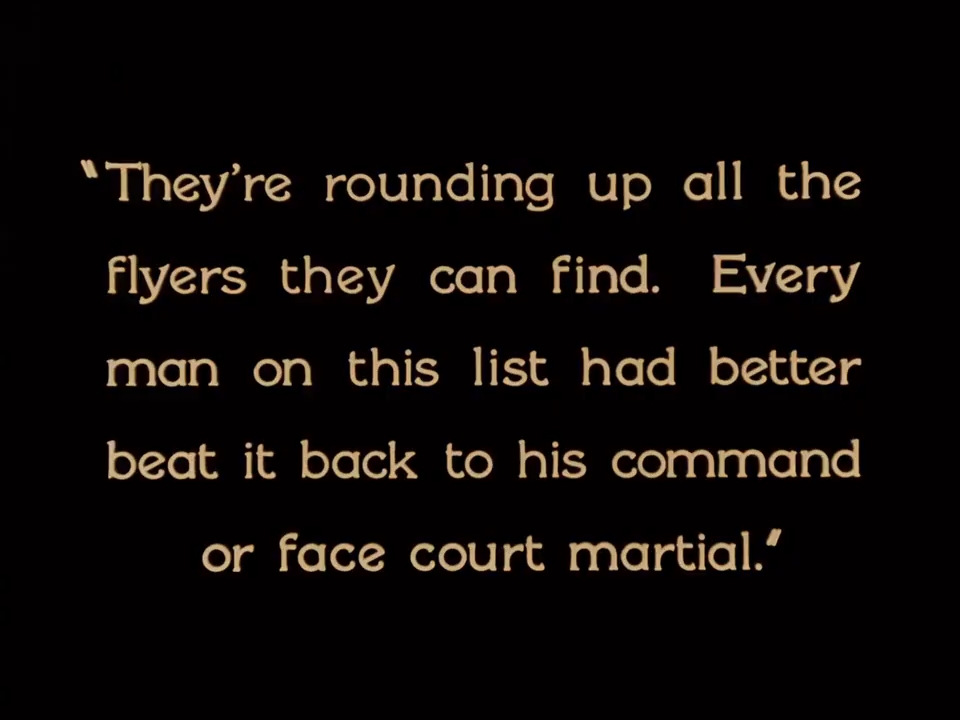 "They're rounding up all the
flyers they can find. Every
man on this list had better
beat it back to his command
or face court martial."